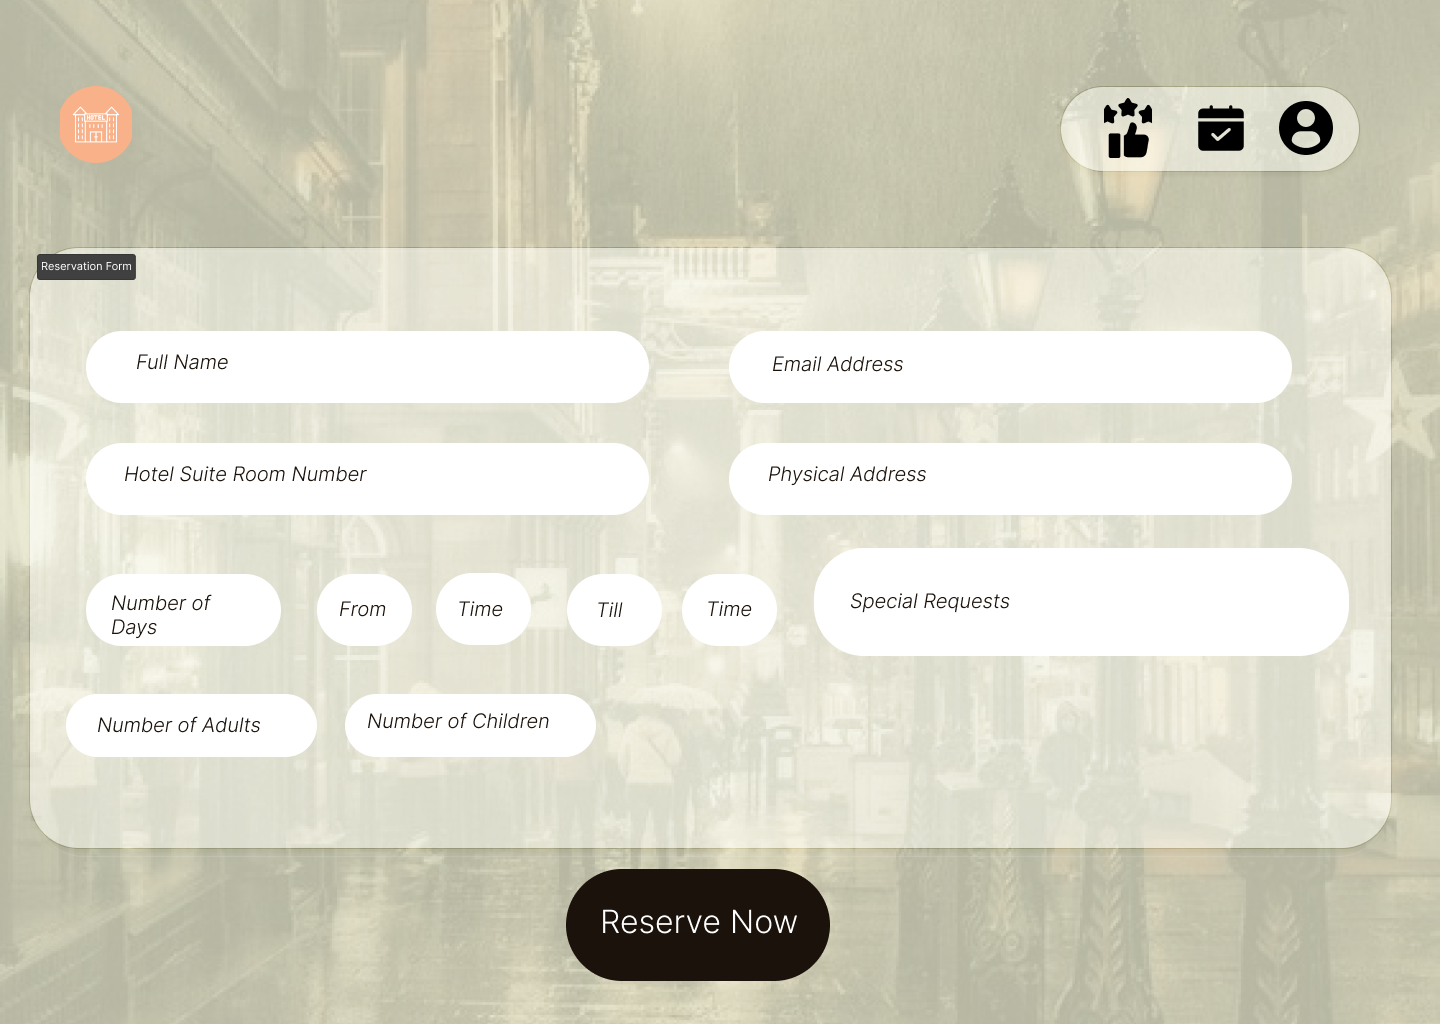 HOTEL
Reservation Form
Full Name
Email Address
Hotel Suite Room Number
Physical Address
Number of
Days
From
Time
Till
Time
Special Requests
Number of Adults
Number of Children
Reserve Now